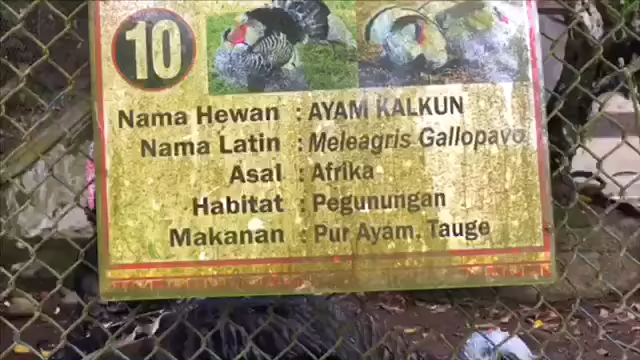 10
Nama Hewan : AYAM KALKUN
Nama Latin : Meleagris Gallopavo
Asal : Afrika
Habitat : Pegunungan
Makanan : Pur Ayam, Tauge